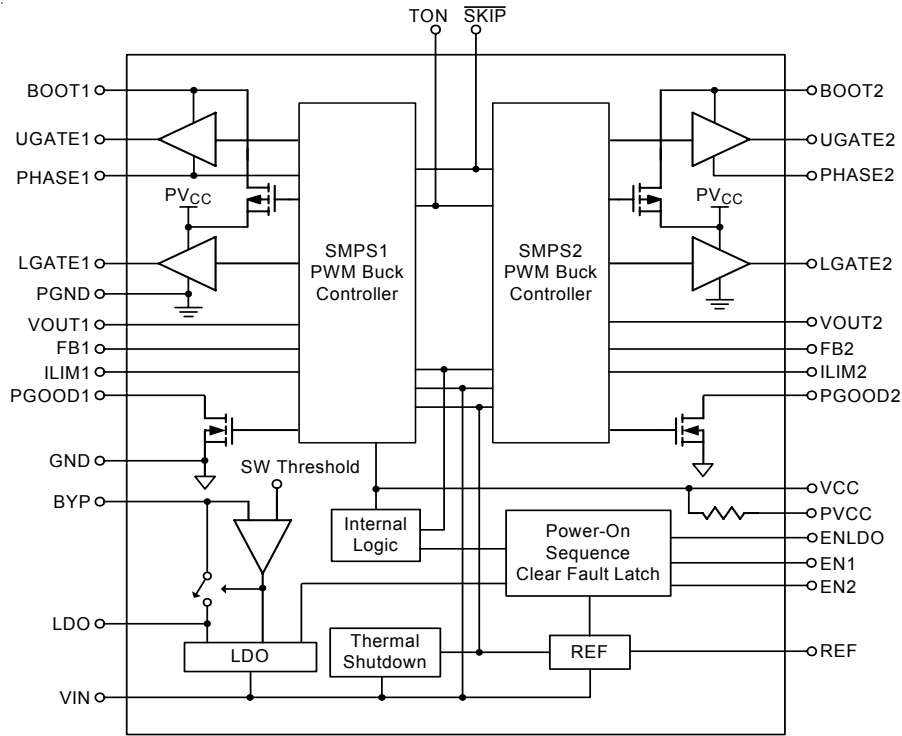 TON
SKIP
BOOT1
UGATE1
PHASE1
PVCC
LGATE1
PGND
VOUT1
FB1
ILIM1
PGOOD1
GND
BYP
LDO
VIN
SMPS1
PWM Buck
Controller
SMPS2
PWM Buck
Controller
BOOT2
UGATE2
PHASE2
PVCC
LGATE2
VOUT2
FB2
ILIM2
PGOOD2
VCC
PVCC
ENLDO
EN1
EN2
REF
SW Threshold
Internal
Logic
Power-On
Sequence
Clear Fault Latch
LDO
Thermal
Shutdown
REF